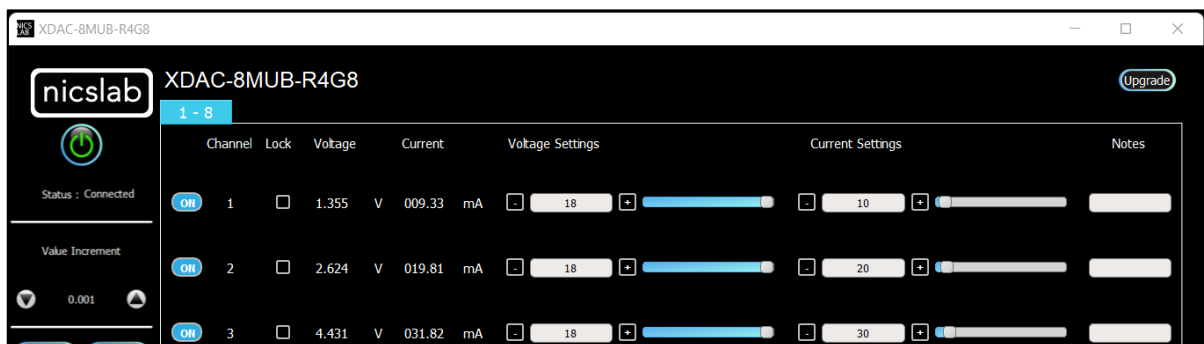 NICS LAB XDAC-8MUB-R4G8
nicslab XDAC-8MUB-R4G8 Upgrade
1 - 8
Channel Lock Voltage Current Voltage Settings Current Settings Notes
Status : Connected
ON 1 1.355 V 009.33 mA - 18 + - 10 +
Value Increment
ON 2 2.624 V 019.81 mA - 18 + - 20 +
0.001
ON 3 4.431 V 031.82 mA - 18 + - 30 +